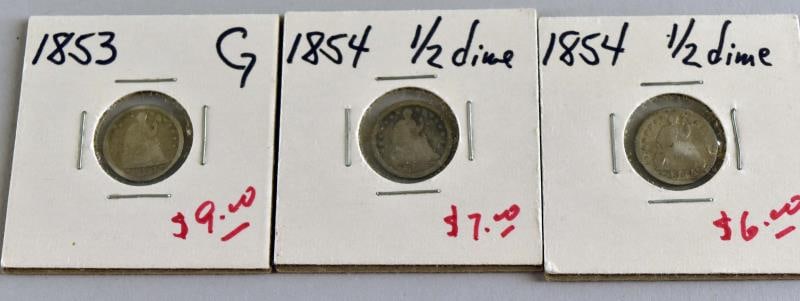 1853 G
$9.00
1854 1/2 dime
$7.00
1854 1/2 dime
$6.00